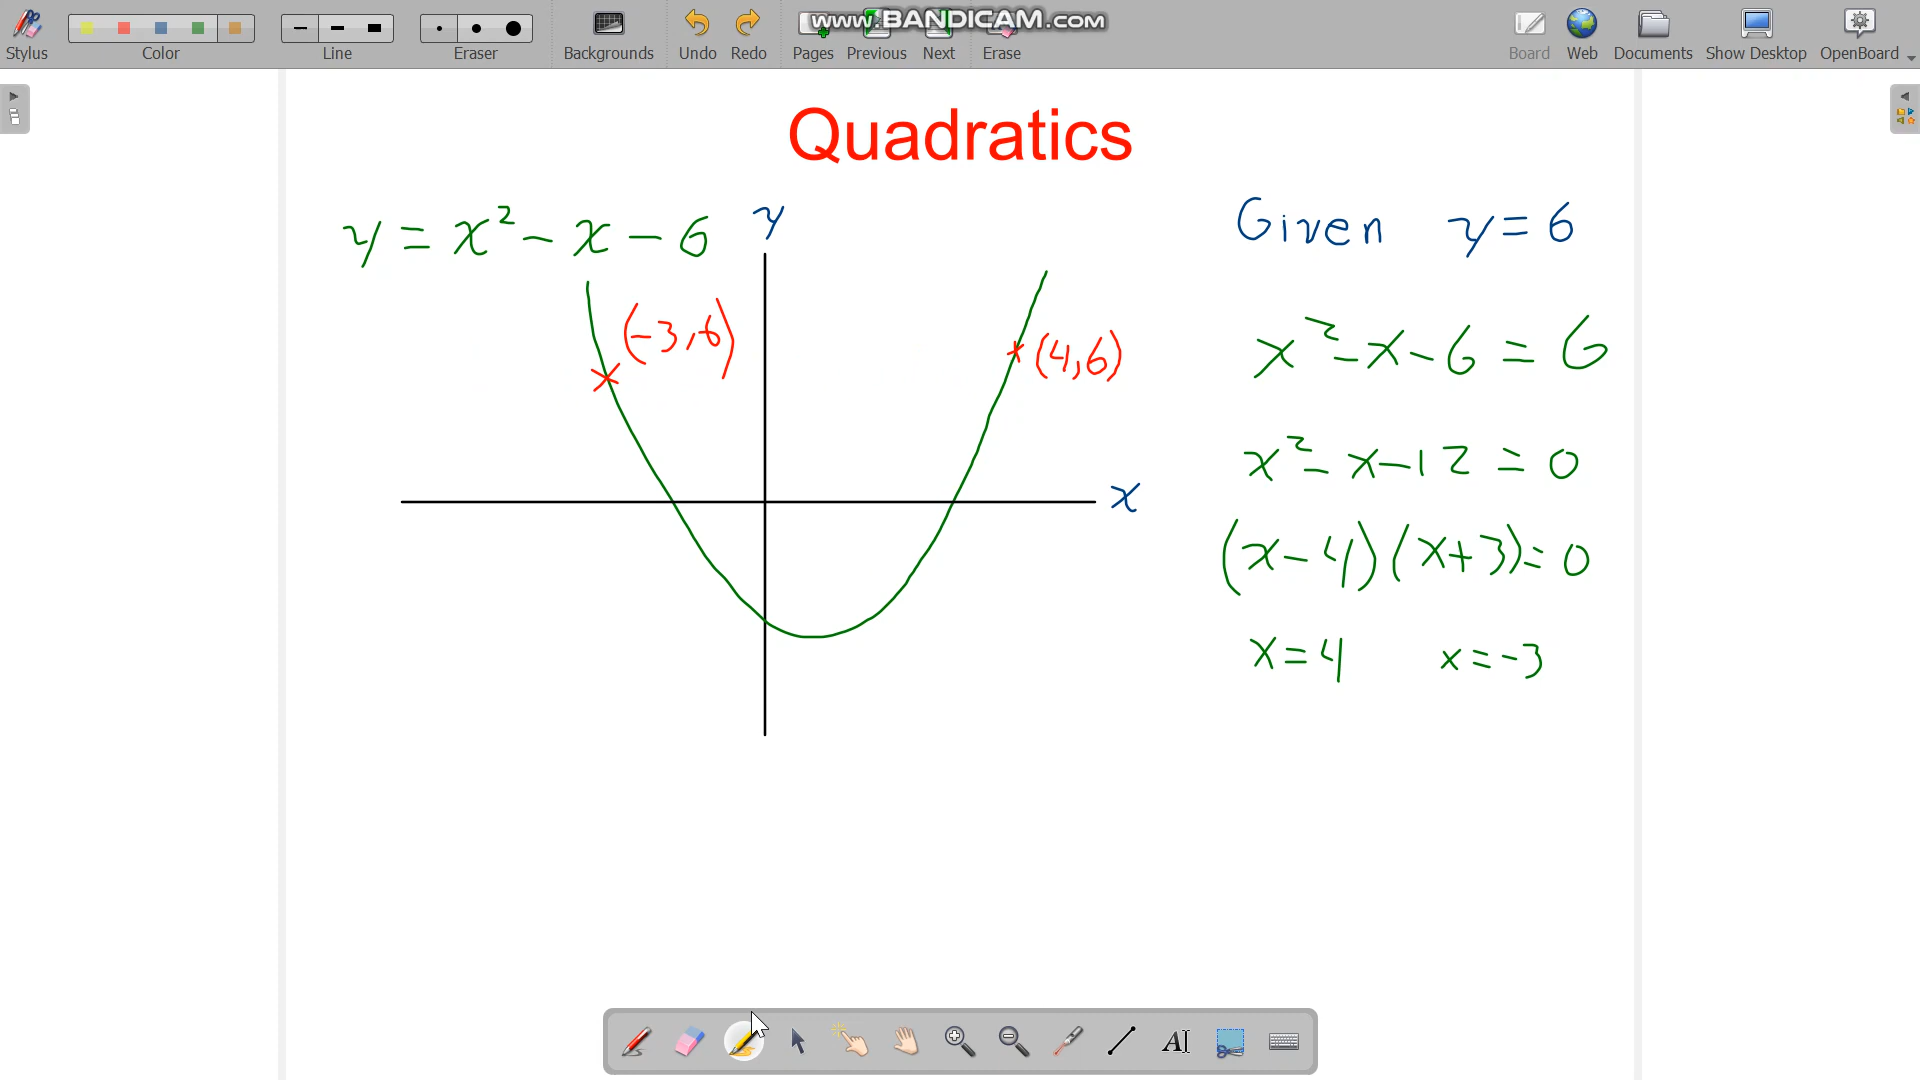 www.BANDICAM.com
Stylus Color Line Eraser Backgrounds Undo Redo Pages Previous Next Erase Board Web Documents Show Desktop OpenBoard
Quadratics
y = x² - x - 6
y
x
(-3,6)
(4,6)
Given y = 6
x² - x - 6 = 6
x² - x - 12 = 0
(x - 4)(x + 3) = 0
x = 4 x = -3
AI